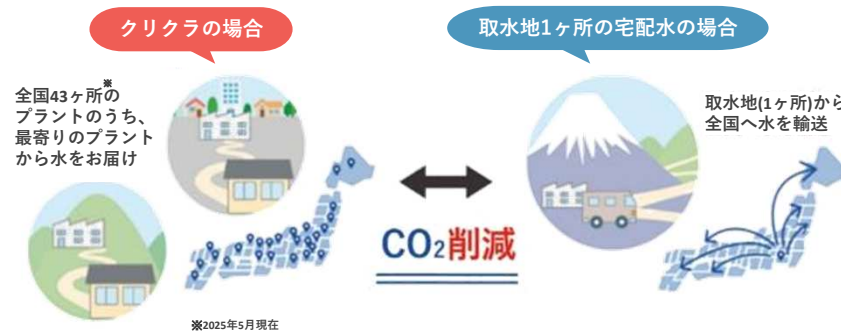 クリクラの場合
取水地1ヶ所の宅配水の場合
※
全国43ヶ所の
プラントのうち、
最寄りのプラント
から水をお届け
取水地(1ヶ所)から
全国へ水を輸送
CO₂削減
※2025年5月現在